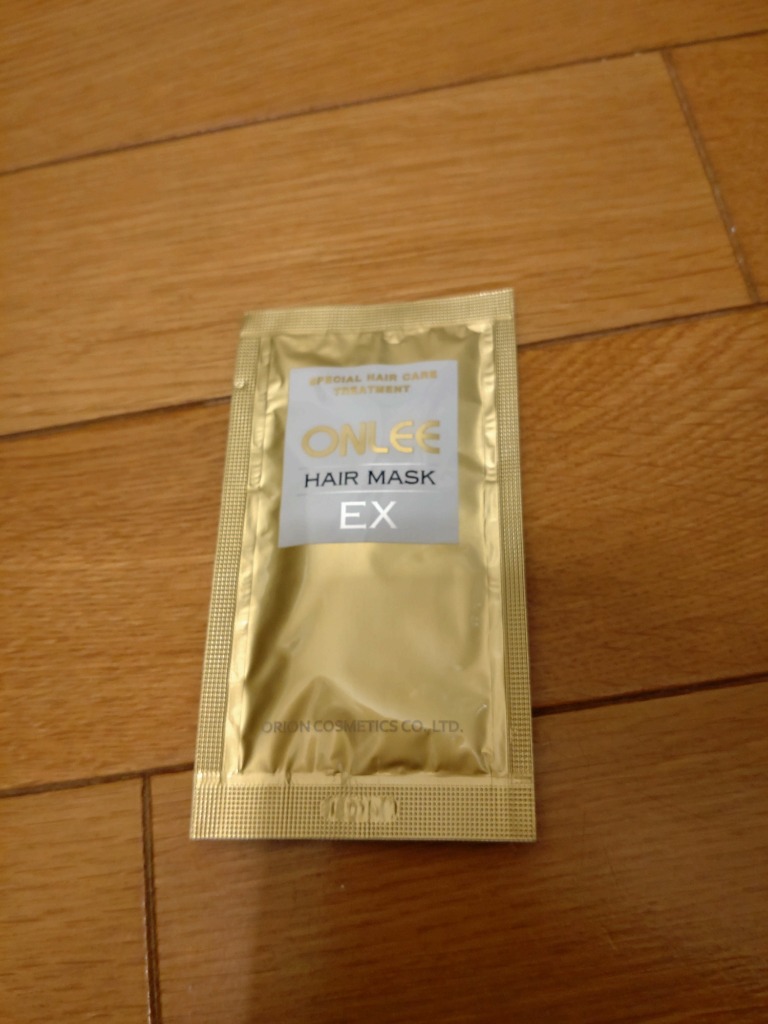 SPECIAL HAIR CARE
TREATMENT
ONLEE
HAIR MASK
EX
ORION COSMETICS CO.,LTD.